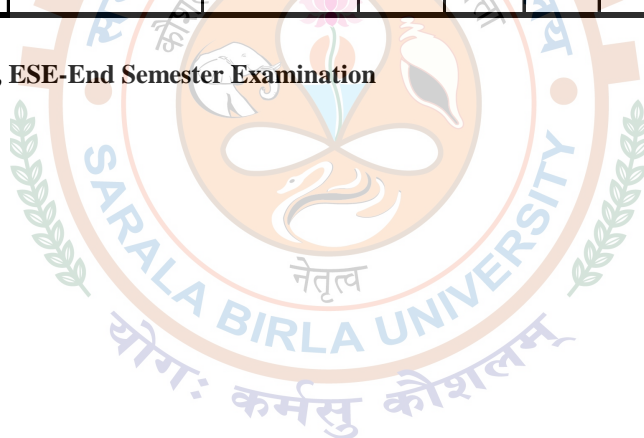 , ESE-End Semester Examination
SARALA BIRLA UNIVERSITY
नेतृत्व
योगः कर्मसु कौशलम्